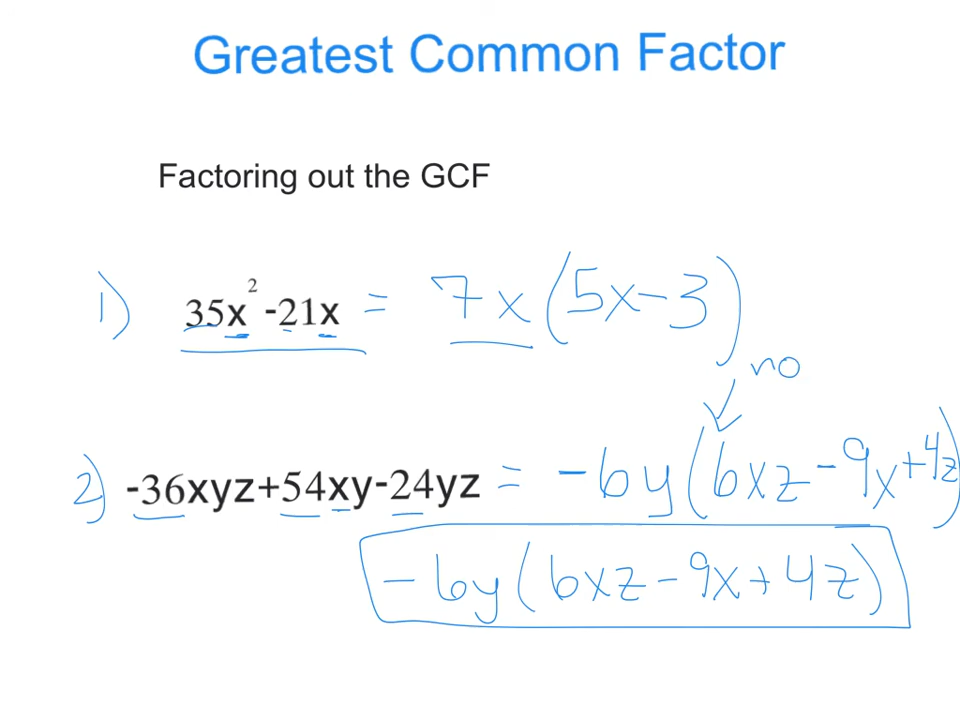 Greatest Common Factor
Factoring out the GCF
1) 35x² -21x = 7x(5x-3)
no
2) -36xyz+54xy-24yz = -6y(6xz-9x+4z)
-6y(6xz-9x+4z)